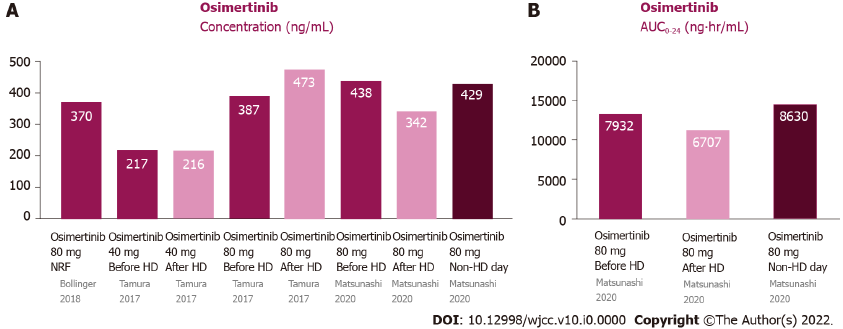 A
Osimertinib
Concentration (ng/mL)
500
400
300
200
100
0
370
217
216
387
473
438
342
429
Osimertinib Osimertinib Osimertinib Osimertinib Osimertinib Osimertinib Osimertinib Osimertinib
80 mg 40 mg 40 mg 80 mg 80 mg 80 mg 80 mg 80 mg
NRF Before HD After HD Before HD After HD Before HD After HD Non-HD day
Bollinger Tamura Tamura Tamura Tamura Matsunashi Matsunashi Matsunashi
2018 2017 2017 2017 2017 2020 2020 2020
B
Osimertinib
AUC0-24 (ng·hr/mL)
20000
15000
10000
5000
0
7932
6707
8630
Osimertinib Osimertinib Osimertinib
80 mg 80 mg 80 mg
Before HD After HD Non-HD day
Matsunashi Matsunashi Matsunashi
2020 2020 2020
DOI: 10.12998/wjcc.v10.i0.0000 Copyright ©The Author(s) 2022.